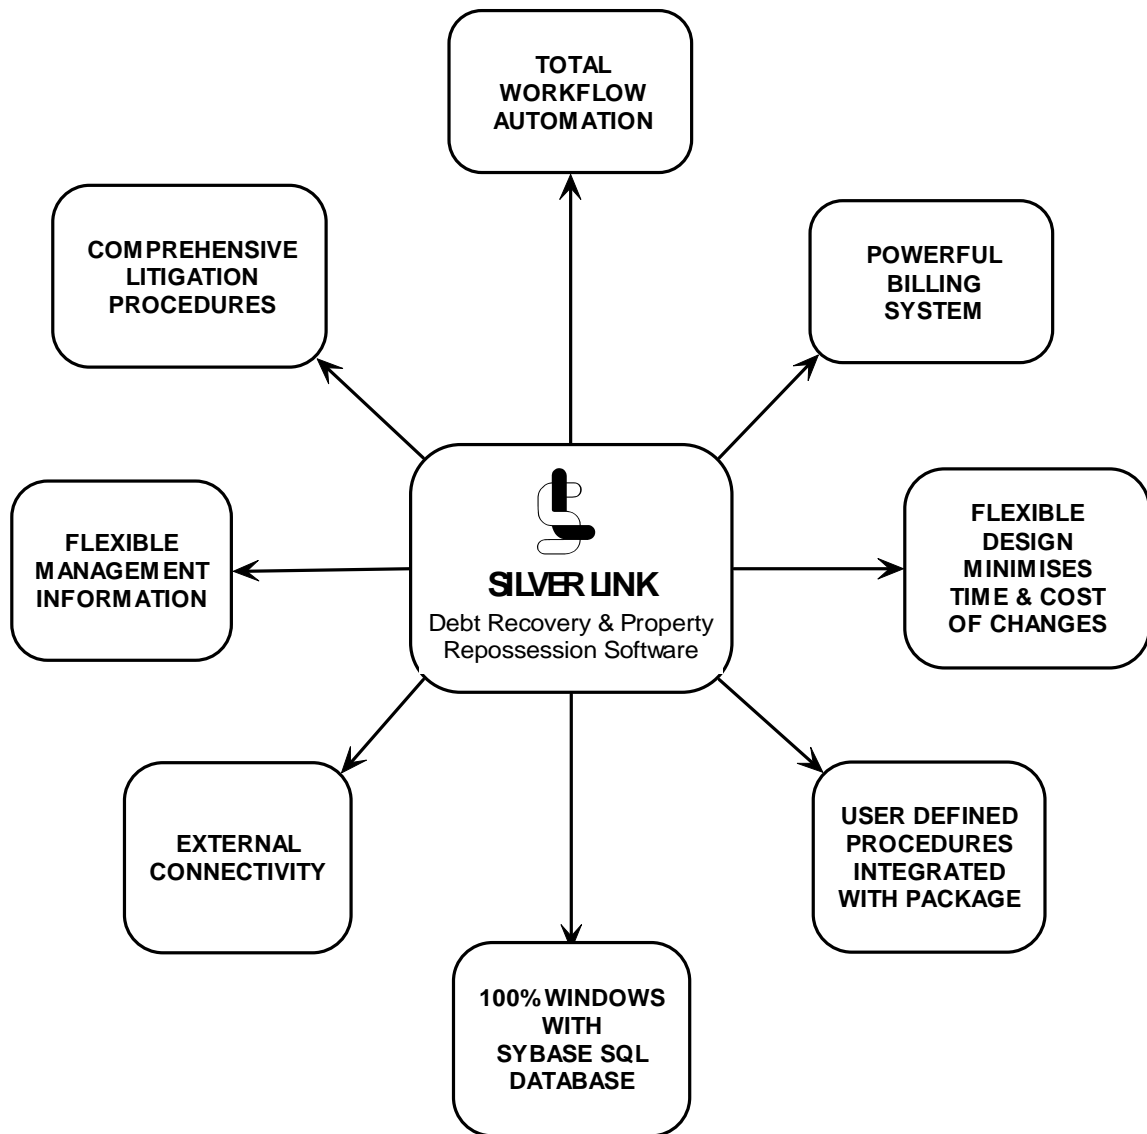 TOTAL
WORKFLOW
AUTOMATION
COMPREHENSIVE
LITIGATION
PROCEDURES
POWERFUL
BILLING
SYSTEM
FLEXIBLE
MANAGEMENT
INFORMATION
SILVER LINK
Debt Recovery & Property
Repossession Software
FLEXIBLE
DESIGN
MINIMISES
TIME & COST
OF CHANGES
EXTERNAL
CONNECTIVITY
USER DEFINED
PROCEDURES
INTEGRATED
WITH PACKAGE
100% WINDOWS
WITH
SYBASE SQL
DATABASE